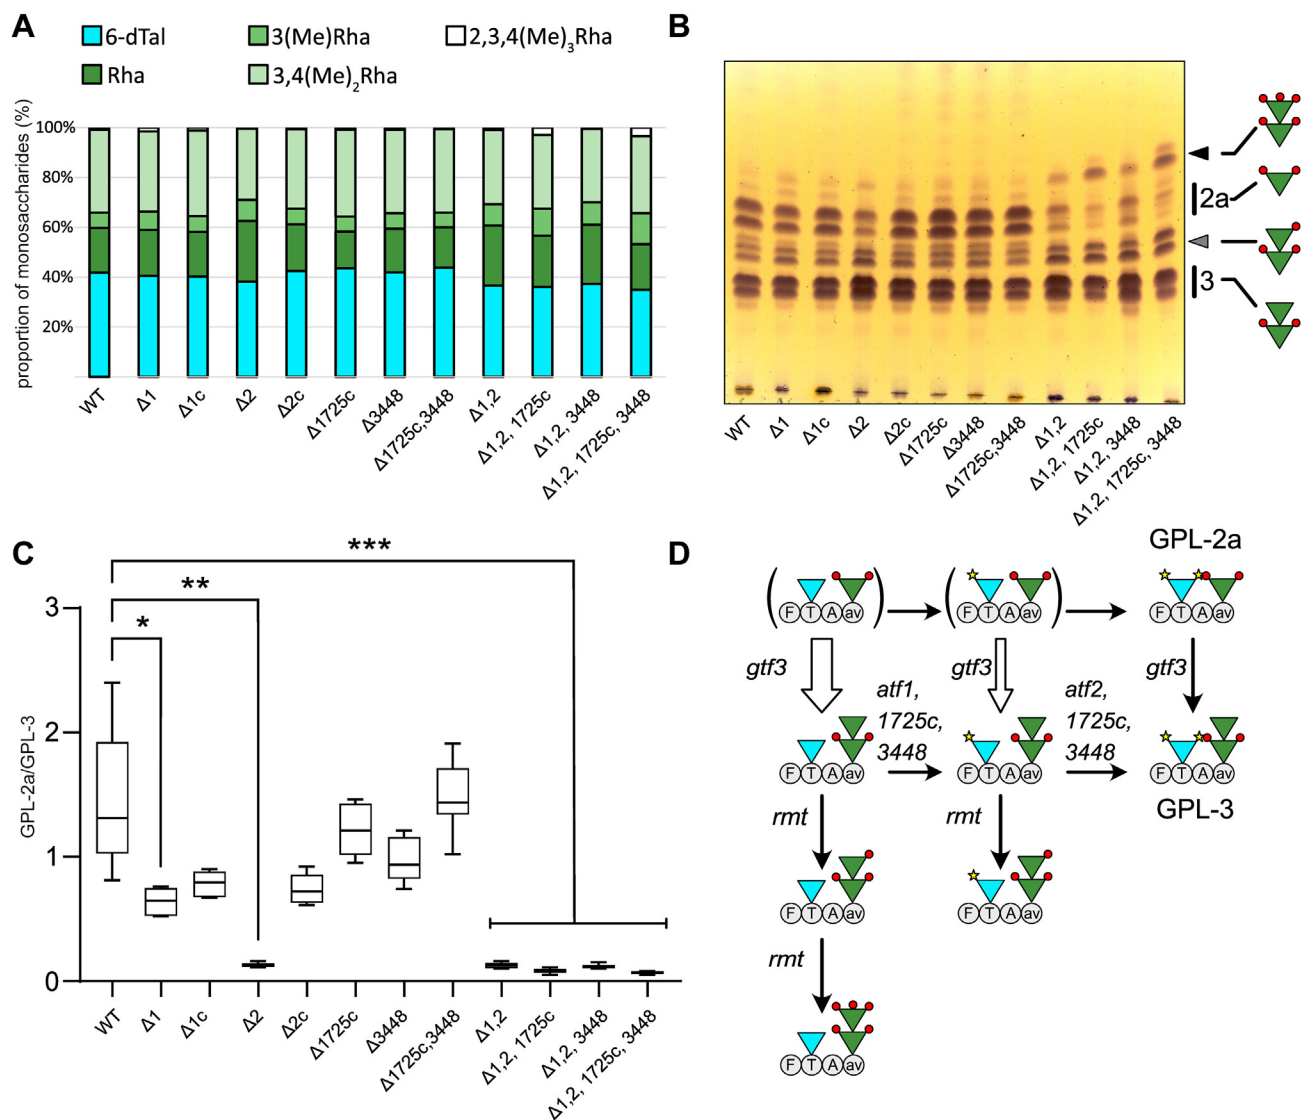 A
6-dTal
3(Me)Rha
2,3,4(Me)3Rha
Rha
3,4(Me)2Rha
proportion of monosaccharides (%)
100%
80%
60%
40%
20%
WT
Δ1
Δ1c
Δ2
Δ2c
Δ1725c
Δ3448
Δ1725c,3448
Δ1,2
Δ1,2, 1725c
Δ1,2, 3448
Δ1,2, 1725c, 3448
B
2a
3
WT
Δ1
Δ1c
Δ2
Δ2c
Δ1725c
Δ3448
Δ1725c,3448
Δ1,2
Δ1,2, 1725c
Δ1,2, 3448
Δ1,2, 1725c, 3448
C
***
**
*
GPL-2a/GPL-3
3
2
1
0
WT
Δ1
Δ1c
Δ2
Δ2c
Δ1725c
Δ3448
Δ1725c,3448
Δ1,2
Δ1,2, 1725c
Δ1,2, 3448
Δ1,2, 1725c, 3448
D
GPL-2a
( F T A av )
( F T A av )
F T A av
gtf3
gtf3
gtf3
atf1,
1725c,
3448
atf2,
1725c,
3448
F T A av
F T A av
F T A av
GPL-3
rmt
rmt
F T A av
F T A av
rmt
F T A av